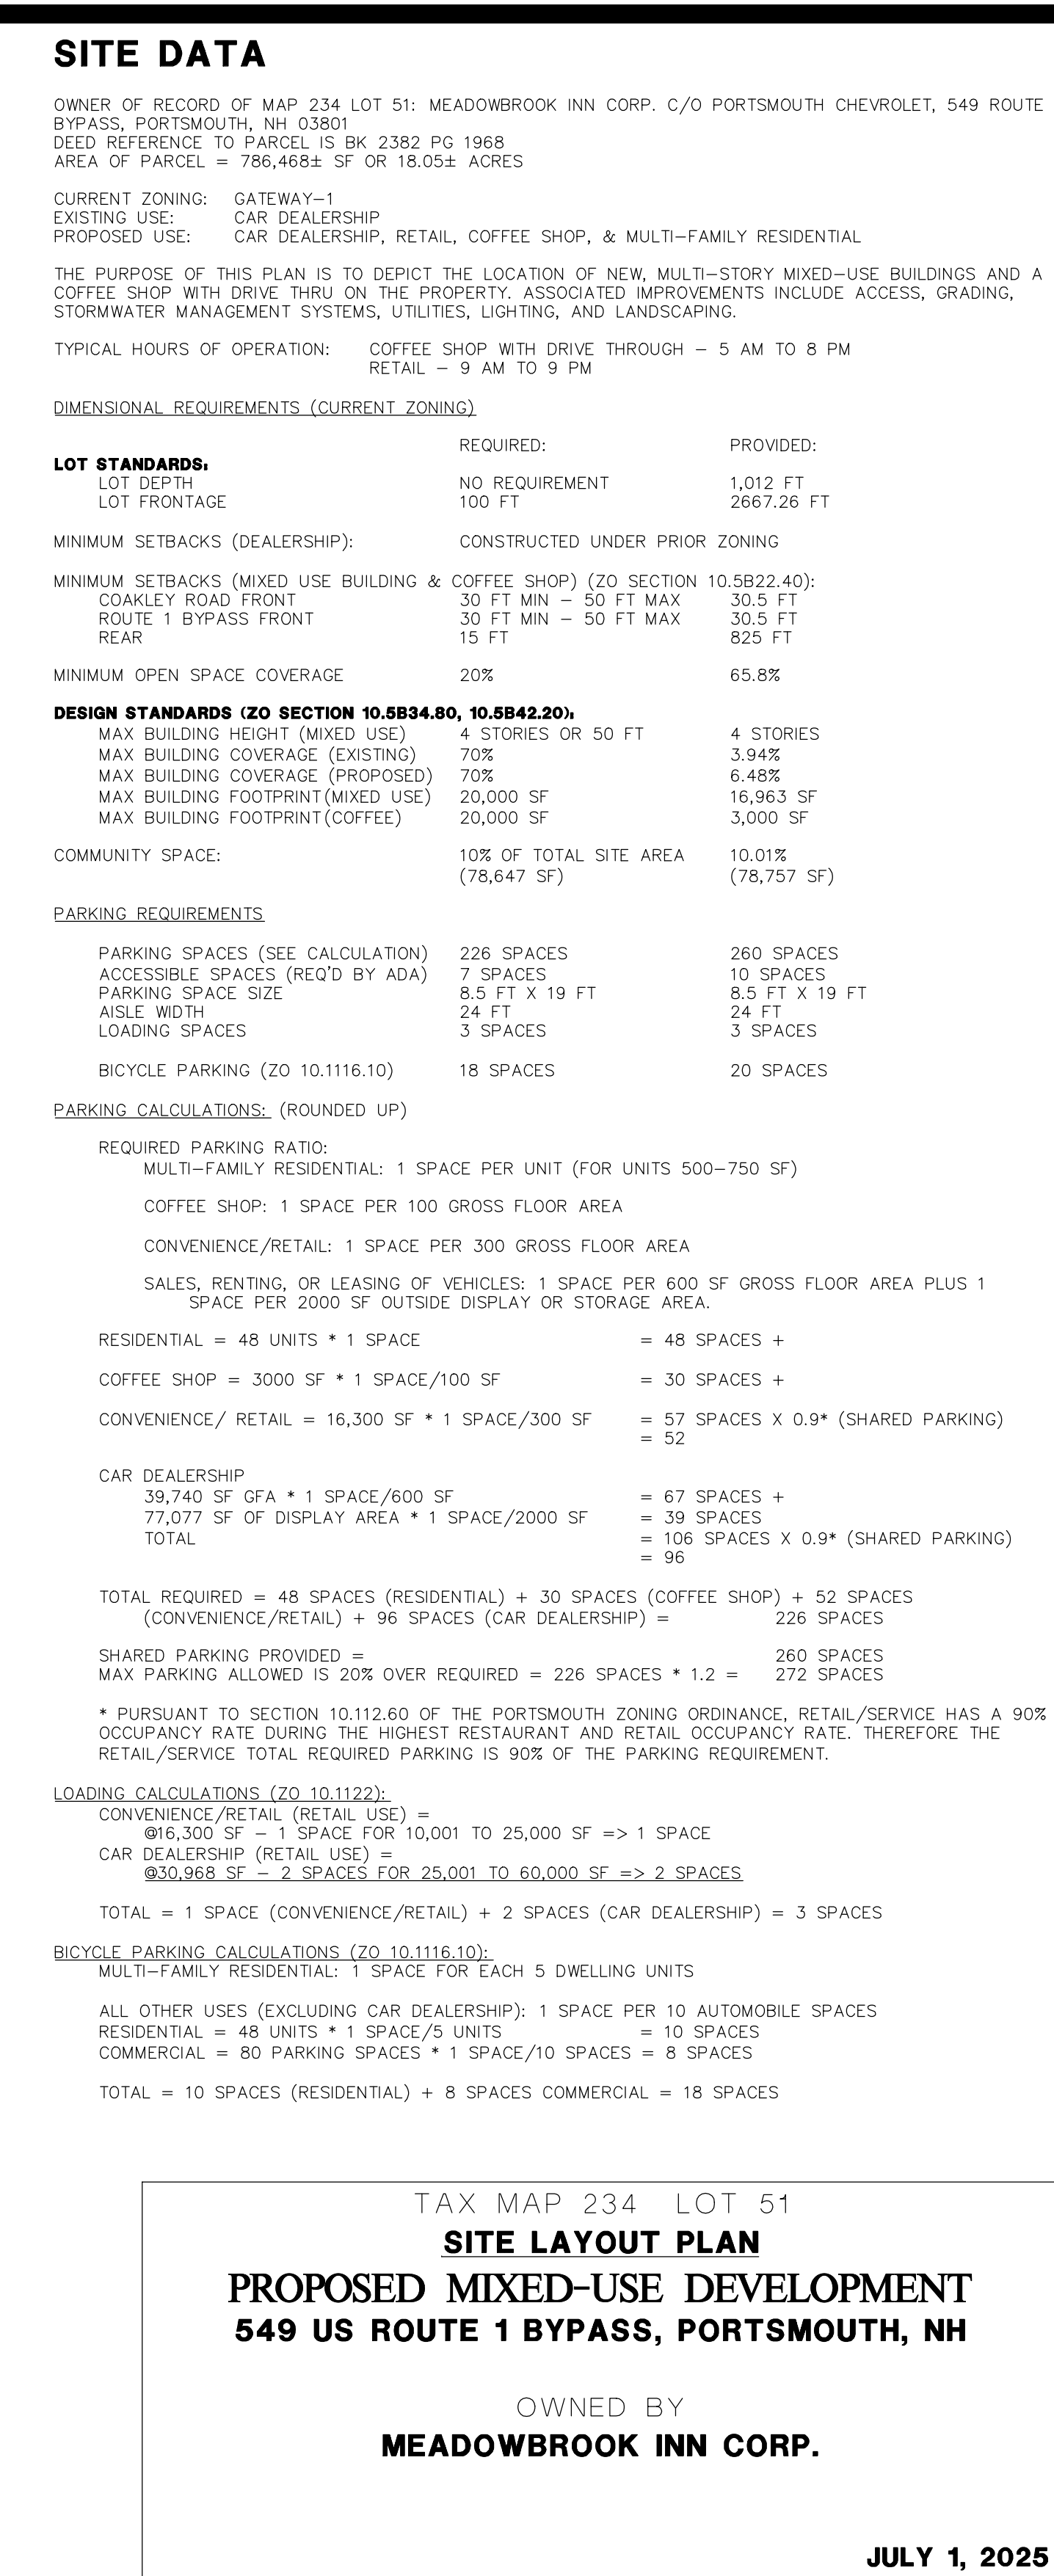 SITE DATA
OWNER OF RECORD OF MAP 234 LOT 51: MEADOWBROOK INN CORP. C/O PORTSMOUTH CHEVROLET, 549 ROUTE
BYPASS, PORTSMOUTH, NH 03801
DEED REFERENCE TO PARCEL IS BK 2382 PG 1968
AREA OF PARCEL = 786,468± SF OR 18.05± ACRES
CURRENT ZONING: GATEWAY-1
EXISTING USE: CAR DEALERSHIP
PROPOSED USE: CAR DEALERSHIP, RETAIL, COFFEE SHOP, & MULTI-FAMILY RESIDENTIAL
THE PURPOSE OF THIS PLAN IS TO DEPICT THE LOCATION OF NEW, MULTI-STORY MIXED-USE BUILDINGS AND A
COFFEE SHOP WITH DRIVE THRU ON THE PROPERTY. ASSOCIATED IMPROVEMENTS INCLUDE ACCESS, GRADING,
STORMWATER MANAGEMENT SYSTEMS, UTILITIES, LIGHTING, AND LANDSCAPING.
TYPICAL HOURS OF OPERATION: COFFEE SHOP WITH DRIVE THROUGH - 5 AM TO 8 PM
RETAIL - 9 AM TO 9 PM
DIMENSIONAL REQUIREMENTS (CURRENT ZONING)
REQUIRED: PROVIDED:
LOT STANDARDS:
LOT DEPTH NO REQUIREMENT 1,012 FT
LOT FRONTAGE 100 FT 2667.26 FT
MINIMUM SETBACKS (DEALERSHIP): CONSTRUCTED UNDER PRIOR ZONING
MINIMUM SETBACKS (MIXED USE BUILDING & COFFEE SHOP) (ZO SECTION 10.5B22.40):
COAKLEY ROAD FRONT 30 FT MIN - 50 FT MAX 30.5 FT
ROUTE 1 BYPASS FRONT 30 FT MIN - 50 FT MAX 30.5 FT
REAR 15 FT 825 FT
MINIMUM OPEN SPACE COVERAGE 20% 65.8%
DESIGN STANDARDS (ZO SECTION 10.5B34.80, 10.5B42.20):
MAX BUILDING HEIGHT (MIXED USE) 4 STORIES OR 50 FT 4 STORIES
MAX BUILDING COVERAGE (EXISTING) 70% 3.94%
MAX BUILDING COVERAGE (PROPOSED) 70% 6.48%
MAX BUILDING FOOTPRINT(MIXED USE) 20,000 SF 16,963 SF
MAX BUILDING FOOTPRINT(COFFEE) 20,000 SF 3,000 SF
COMMUNITY SPACE: 10% OF TOTAL SITE AREA 10.01%
(78,647 SF) (78,757 SF)
PARKING REQUIREMENTS
PARKING SPACES (SEE CALCULATION) 226 SPACES 260 SPACES
ACCESSIBLE SPACES (REQ'D BY ADA) 7 SPACES 10 SPACES
PARKING SPACE SIZE 8.5 FT X 19 FT 8.5 FT X 19 FT
AISLE WIDTH 24 FT 24 FT
LOADING SPACES 3 SPACES 3 SPACES
BICYCLE PARKING (ZO 10.1116.10) 18 SPACES 20 SPACES
PARKING CALCULATIONS: (ROUNDED UP)
REQUIRED PARKING RATIO:
MULTI-FAMILY RESIDENTIAL: 1 SPACE PER UNIT (FOR UNITS 500-750 SF)
COFFEE SHOP: 1 SPACE PER 100 GROSS FLOOR AREA
CONVENIENCE/RETAIL: 1 SPACE PER 300 GROSS FLOOR AREA
SALES, RENTING, OR LEASING OF VEHICLES: 1 SPACE PER 600 SF GROSS FLOOR AREA PLUS 1
SPACE PER 2000 SF OUTSIDE DISPLAY OR STORAGE AREA.
RESIDENTIAL = 48 UNITS * 1 SPACE = 48 SPACES +
COFFEE SHOP = 3000 SF * 1 SPACE/100 SF = 30 SPACES +
CONVENIENCE/ RETAIL = 16,300 SF * 1 SPACE/300 SF = 57 SPACES X 0.9* (SHARED PARKING)
= 52
CAR DEALERSHIP
39,740 SF GFA * 1 SPACE/600 SF = 67 SPACES +
77,077 SF OF DISPLAY AREA * 1 SPACE/2000 SF = 39 SPACES
TOTAL = 106 SPACES X 0.9* (SHARED PARKING)
= 96
TOTAL REQUIRED = 48 SPACES (RESIDENTIAL) + 30 SPACES (COFFEE SHOP) + 52 SPACES
(CONVENIENCE/RETAIL) + 96 SPACES (CAR DEALERSHIP) = 226 SPACES
SHARED PARKING PROVIDED = 260 SPACES
MAX PARKING ALLOWED IS 20% OVER REQUIRED = 226 SPACES * 1.2 = 272 SPACES
* PURSUANT TO SECTION 10.112.60 OF THE PORTSMOUTH ZONING ORDINANCE, RETAIL/SERVICE HAS A 90%
OCCUPANCY RATE DURING THE HIGHEST RESTAURANT AND RETAIL OCCUPANCY RATE. THEREFORE THE
RETAIL/SERVICE TOTAL REQUIRED PARKING IS 90% OF THE PARKING REQUIREMENT.
LOADING CALCULATIONS (ZO 10.1122):
CONVENIENCE/RETAIL (RETAIL USE) =
@16,300 SF - 1 SPACE FOR 10,001 TO 25,000 SF => 1 SPACE
CAR DEALERSHIP (RETAIL USE) =
@30,968 SF - 2 SPACES FOR 25,001 TO 60,000 SF => 2 SPACES
TOTAL = 1 SPACE (CONVENIENCE/RETAIL) + 2 SPACES (CAR DEALERSHIP) = 3 SPACES
BICYCLE PARKING CALCULATIONS (ZO 10.1116.10):
MULTI-FAMILY RESIDENTIAL: 1 SPACE FOR EACH 5 DWELLING UNITS
ALL OTHER USES (EXCLUDING CAR DEALERSHIP): 1 SPACE PER 10 AUTOMOBILE SPACES
RESIDENTIAL = 48 UNITS * 1 SPACE/5 UNITS = 10 SPACES
COMMERCIAL = 80 PARKING SPACES * 1 SPACE/10 SPACES = 8 SPACES
TOTAL = 10 SPACES (RESIDENTIAL) + 8 SPACES COMMERCIAL = 18 SPACES
TAX MAP 234 LOT 51
SITE LAYOUT PLAN
PROPOSED MIXED-USE DEVELOPMENT
549 US ROUTE 1 BYPASS, PORTSMOUTH, NH
OWNED BY
MEADOWBROOK INN CORP.
JULY 1, 2025